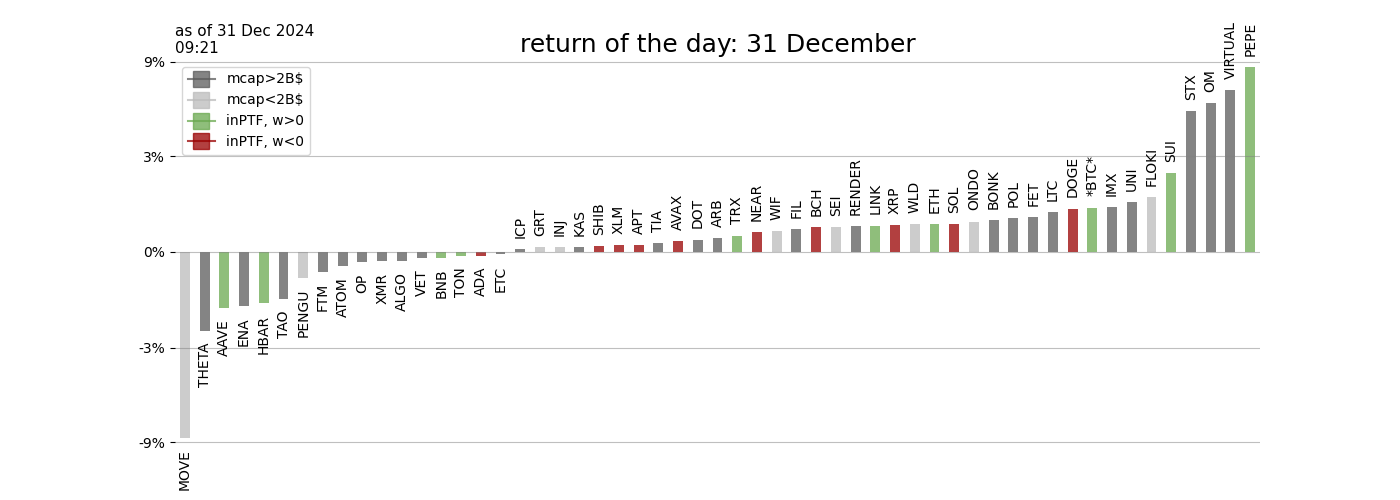 as of 31 Dec 2024
09:21
return of the day: 31 December
9%
3%
0%
-3%
-9%
mcap>2B$
mcap<2B$
inPTF, w>0
inPTF, w<0
MOVE
THETA
AAVE
ENA
HBAR
TAO
PENGU
FTM
ATOM
OP
XMR
ALGO
VET
BNB
TON
ADA
ETC
ICP
GRT
INJ
KAS
SHIB
XLM
APT
TIA
AVAX
DOT
ARB
TRX
NEAR
WIF
FIL
BCH
SEI
RENDER
LINK
XRP
WLD
ETH
SOL
ONDO
BONK
POL
FET
LTC
DOGE
*BTC*
IMX
UNI
FLOKI
SUI
STX
OM
VIRTUAL
PEPE